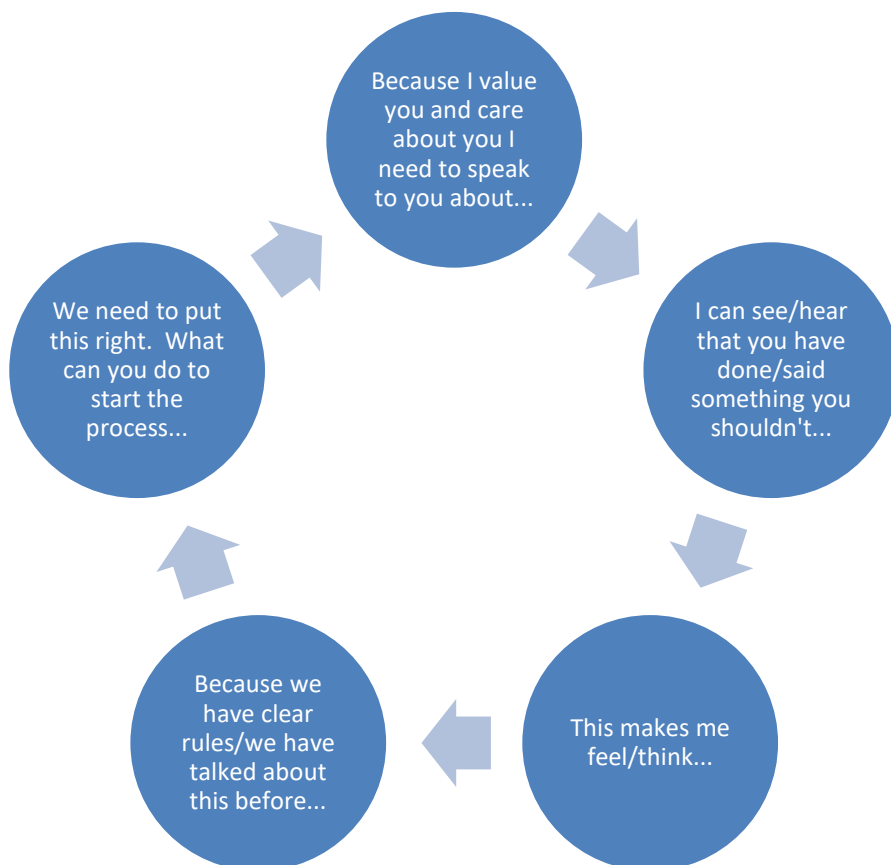 Because I value
you and care
about you I
need to speak
to you about...
I can see/hear
that you have
done/said
something you
shouldn't...
This makes me
feel/think...
Because we
have clear
rules/we have
talked about
this before...
We need to put
this right.  What
can you do to
start the
process...